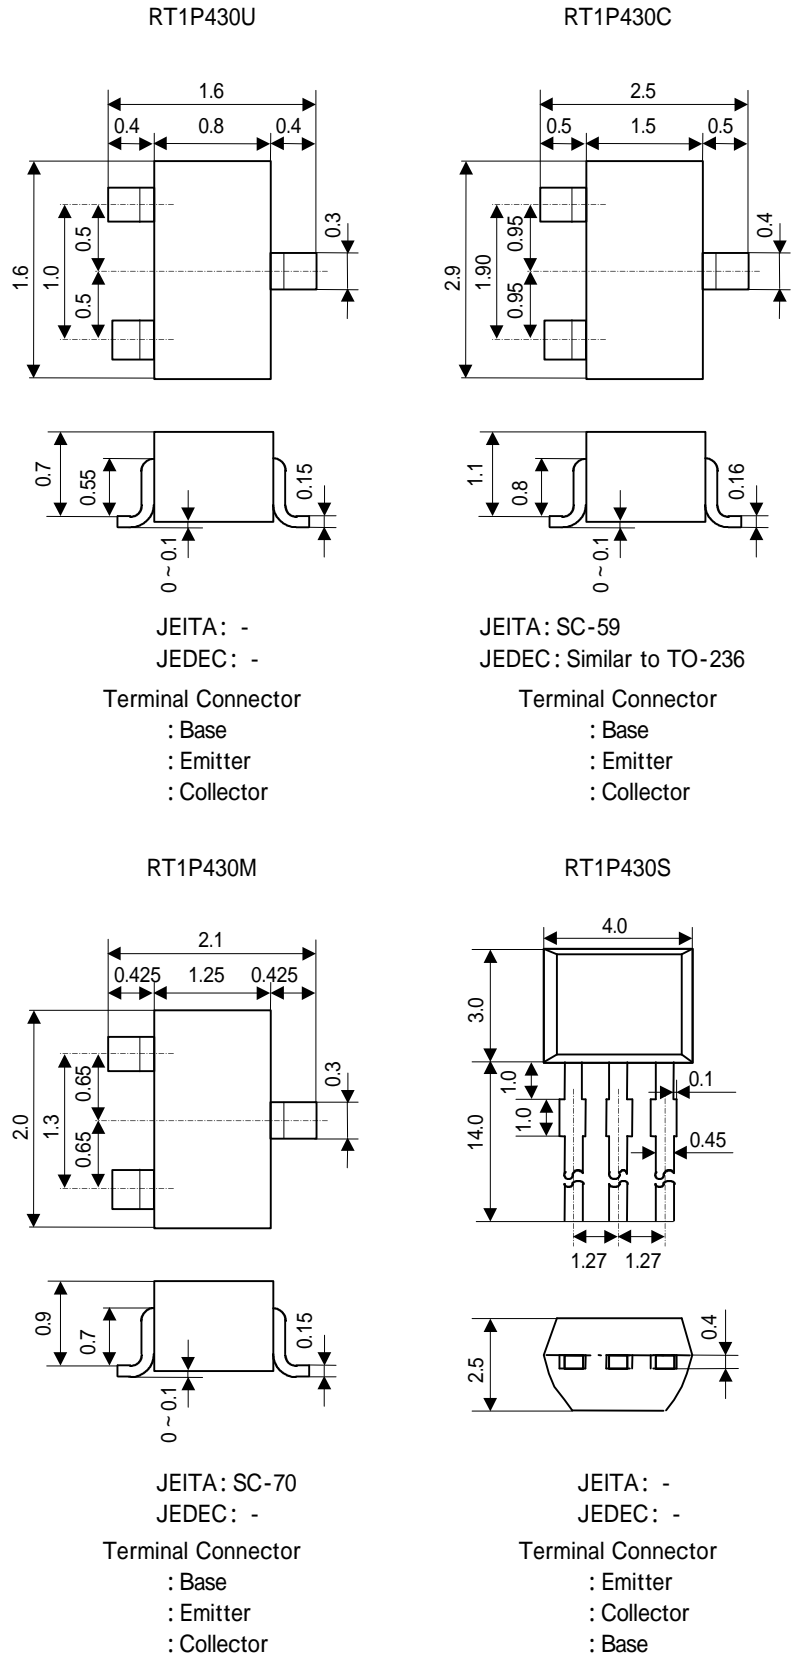 RT1P430U
1.6
0.4 0.8 0.4
1.6
1.0
0.5
0.5
0.3
0.7
0.55
0.15
0 ~ 0.1
JEITA: -
JEDEC: -
Terminal Connector
: Base
: Emitter
: Collector
RT1P430C
2.5
0.5 1.5 0.5
2.9
1.90
0.95
0.95
0.4
1.1
0.8
0.16
0 ~ 0.1
JEITA: SC-59
JEDEC: Similar to TO-236
Terminal Connector
: Base
: Emitter
: Collector
RT1P430M
2.1
0.425 1.25 0.425
2.0
1.3
0.65
0.65
0.3
0.9
0.7
0.15
0 ~ 0.1
JEITA: SC-70
JEDEC: -
Terminal Connector
: Base
: Emitter
: Collector
RT1P430S
4.0
3.0
14.0
1.0
1.0
0.1
0.45
1.27 1.27
2.5
0.4
JEITA: -
JEDEC: -
Terminal Connector
: Emitter
: Collector
: Base